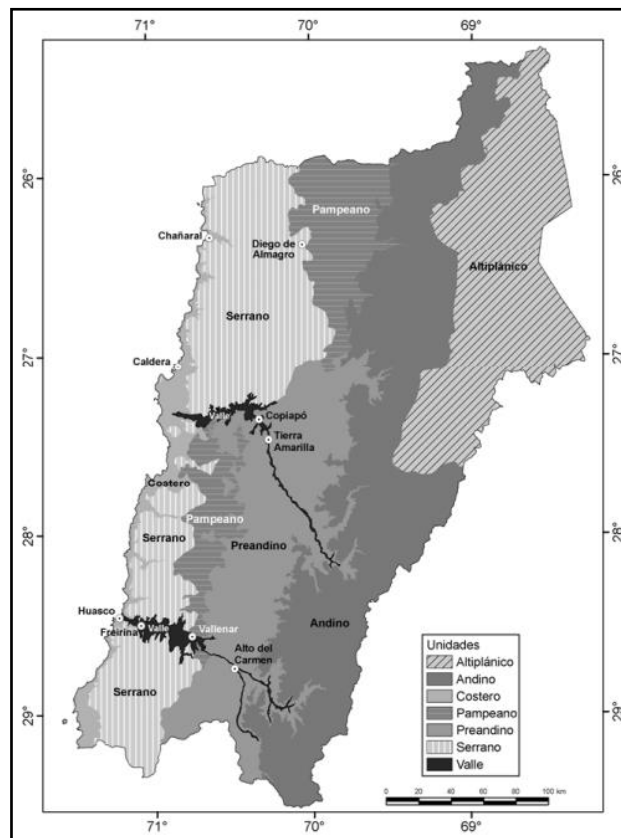 71° 70° 69°
26° 26°
Pampeano
Chañaral
Diego de
Almagro
Altiplánico
Serrano
27° 27°
Caldera
Valle
Copiapó
Tierra
Amarilla
Costero
Pampeano
28° 28°
Serrano
Preandino
Huasco
Freirina
Valle
Vallenar
Andino
Alto del
Carmen
Serrano
29° 29°
Unidades
Altiplánico
Andino
Costero
Pampeano
Preandino
Serrano
Valle
0 20 40 60 80 100 km
71° 70° 69°